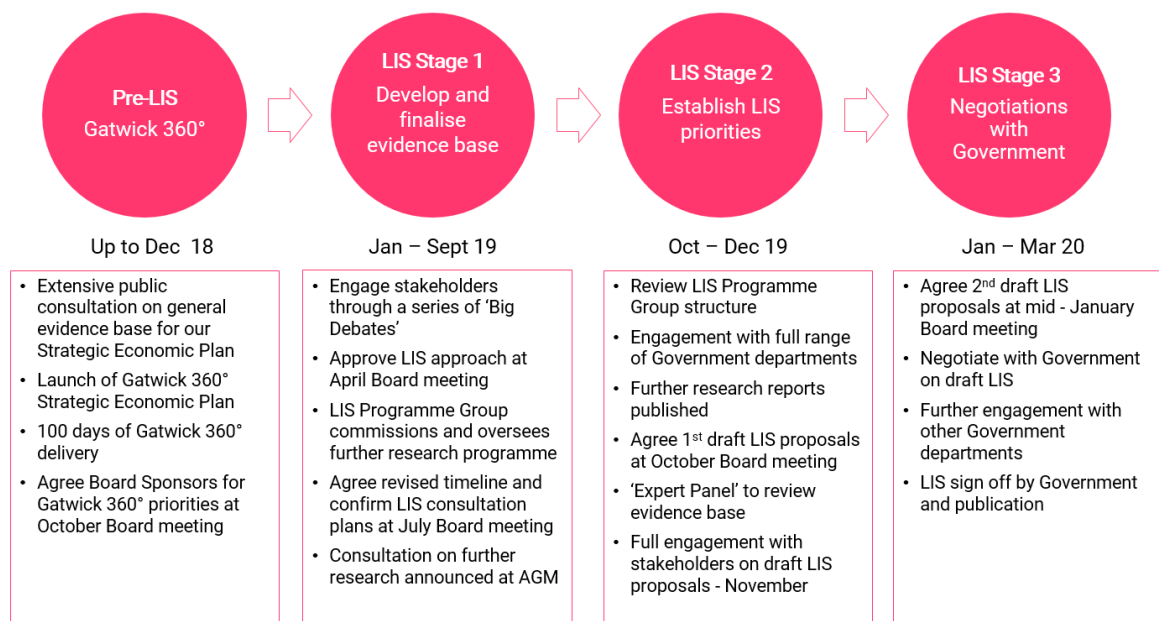 Pre-LIS
Gatwick 360°
LIS Stage 1
Develop and
finalise
evidence base
LIS Stage 2
Establish LIS
priorities
LIS Stage 3
Negotiations
with
Government
Up to Dec 18
Jan – Sept 19
Oct – Dec 19
Jan – Mar 20
• Extensive public
consultation on general
evidence base for our
Strategic Economic Plan
• Launch of Gatwick 360°
Strategic Economic Plan
• 100 days of Gatwick 360°
delivery
• Agree Board Sponsors for
Gatwick 360° priorities at
October Board meeting
• Engage stakeholders
through a series of ‘Big
Debates’
• Approve LIS approach at
April Board meeting
• LIS Programme Group
commissions and oversees
further research programme
• Agree revised timeline and
confirm LIS consultation
plans at July Board meeting
• Consultation on further
research announced at AGM
• Review LIS Programme
Group structure
• Engagement with full range
of Government departments
• Further research reports
published
• Agree 1st draft LIS proposals
at October Board meeting
• ‘Expert Panel’ to review
evidence base
• Full engagement with
stakeholders on draft LIS
proposals - November
• Agree 2nd draft LIS
proposals at mid - January
Board meeting
• Negotiate with Government
on draft LIS
• Further engagement with
other Government
departments
• LIS sign off by Government
and publication